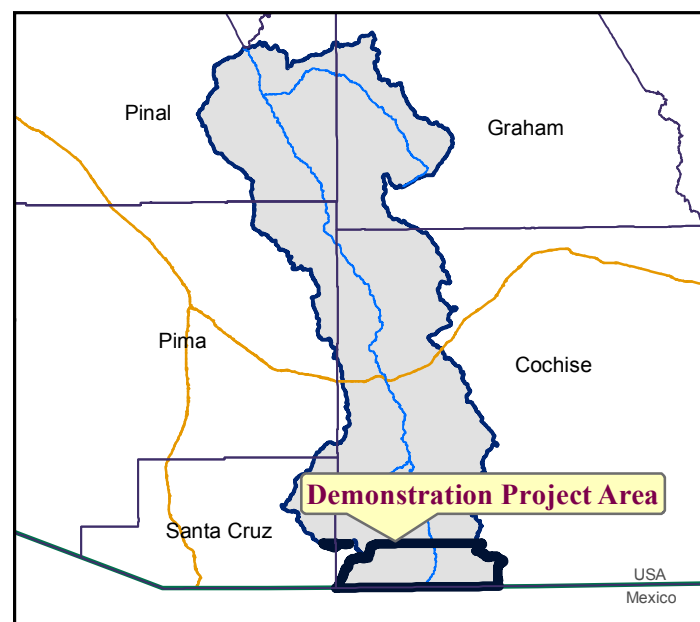 Pinal
Graham
Pima
Cochise
Demonstration Project Area
Santa Cruz
USA
Mexico